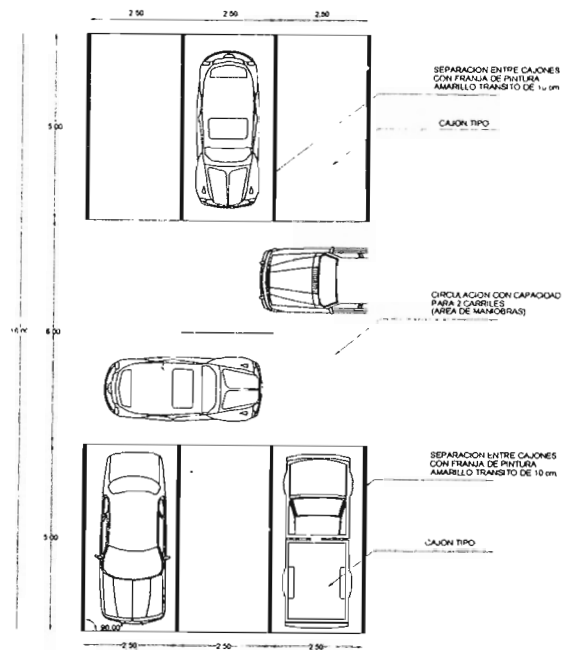 2 50
2 50
2 50
SEPARACION ENTRE CAJONES
CON FRANJA DE PINTURA
AMARILLO TRANSITO DE 10 cm
CAJON TIPO
5.00
CIRCULACION CON CAPACIDAD
PARA 2 CARRILES
(AREA DE MANIOBRAS)
6.00
SEPARACION ENTRE CAJONES
CON FRANJA DE PINTURA
AMARILLO TRANSITO DE 10 cm
CAJON TIPO
5.00
2 50
2 50
2 50